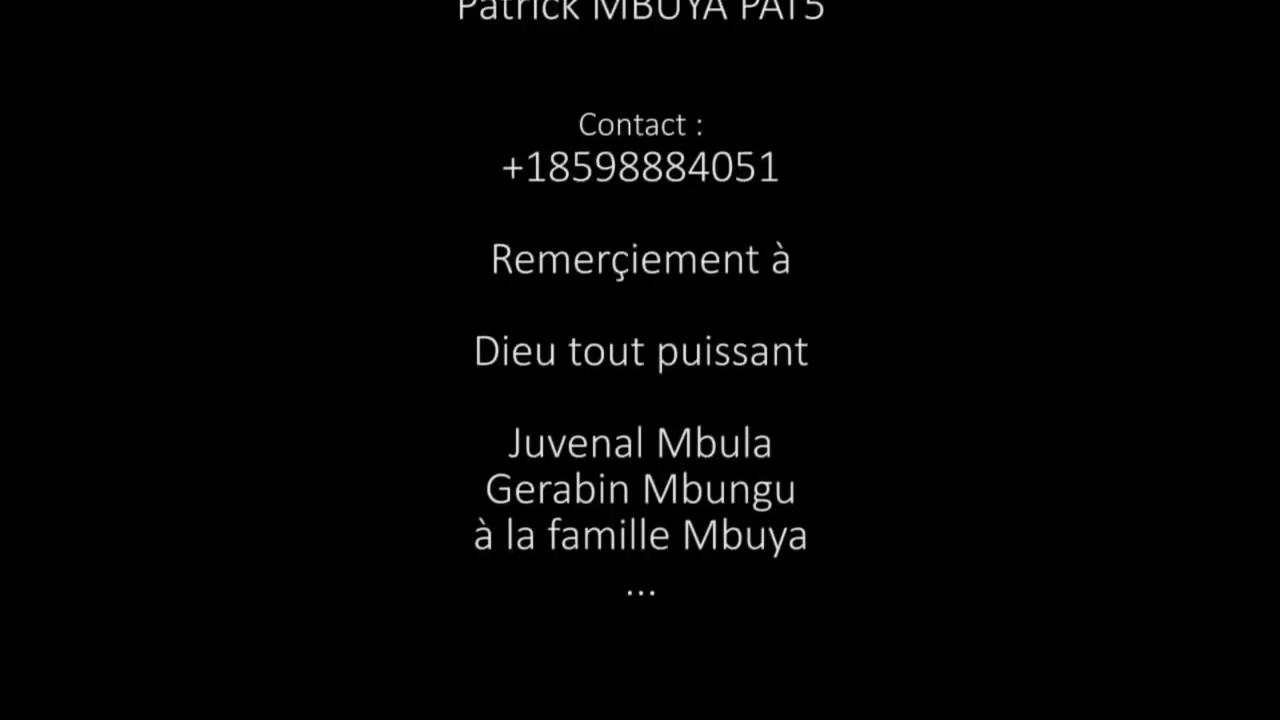 Patrick MBUYA PAT5
Contact :
+18598884051
Remerçiement à
Dieu tout puissant
Juvenal Mbula
Gerabin Mbungu
à la famille Mbuya
...